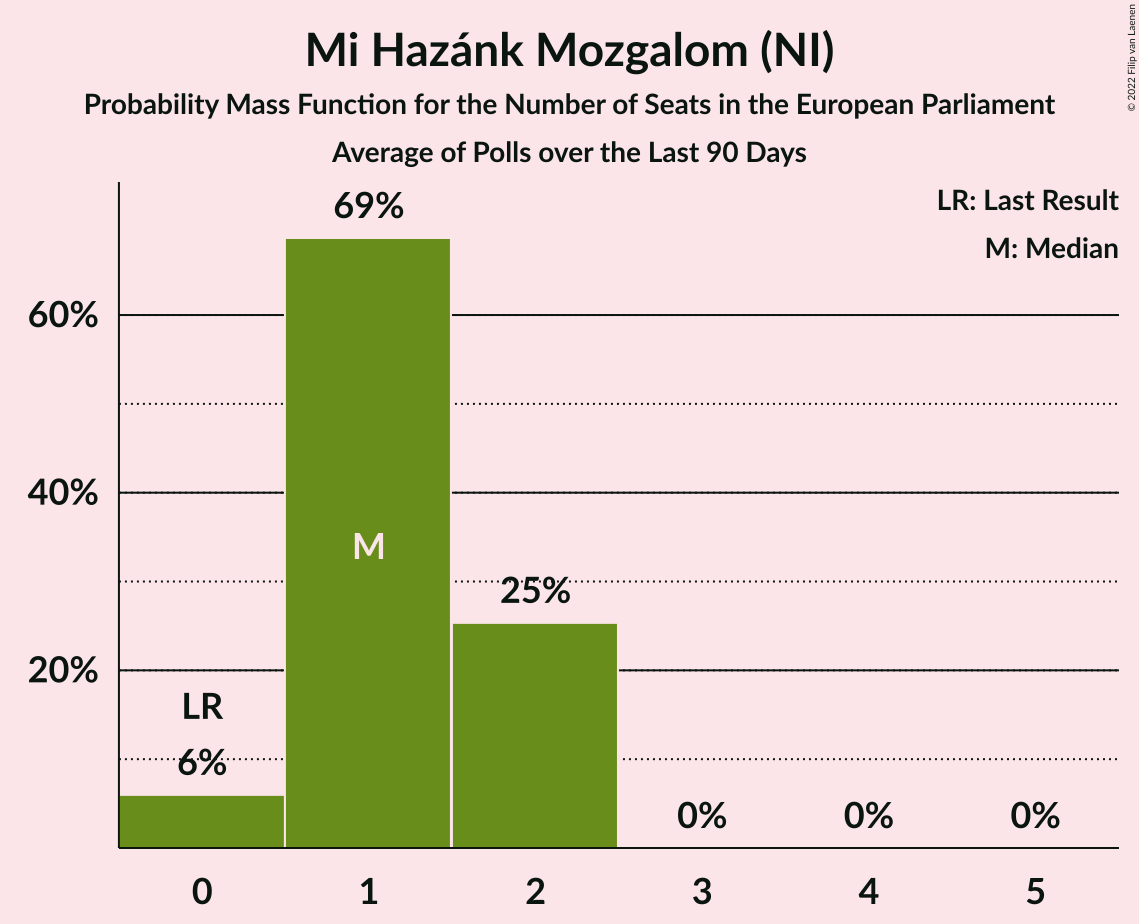 Mi Hazánk Mozgalom (NI)
Probability Mass Function for the Number of Seats in the European Parliament
Average of Polls over the Last 90 Days
© 2022 Filip van Laenen
LR: Last Result
M: Median
69%
60%
40%
M
25%
20%
LR
6%
0% 0% 0%
0 1 2 3 4 5